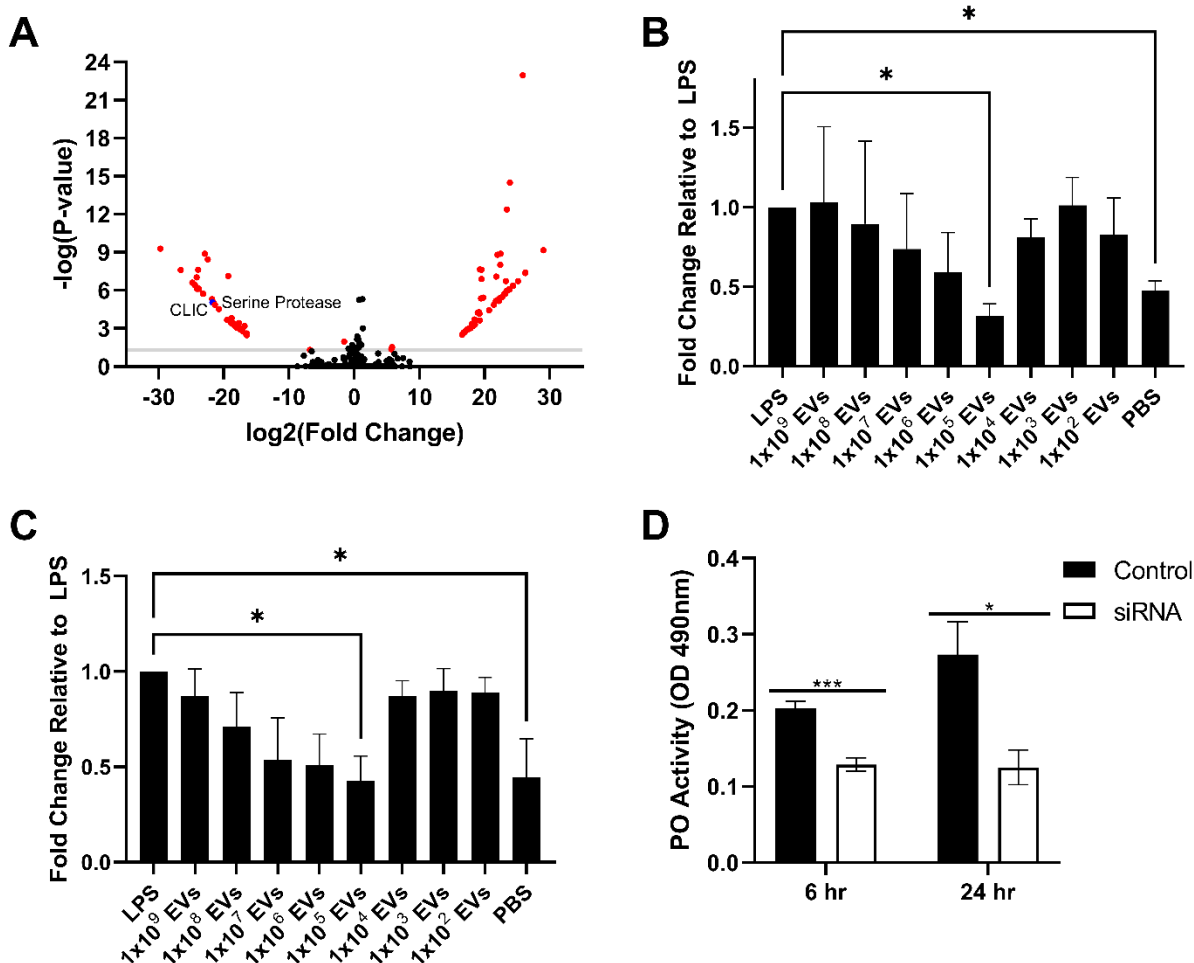 A
-log(P-value)
24
21
18
15
12
9
6
3
0
CLIC
Serine Protease
-30
-20
-10
0
10
20
30
log2(Fold Change)
B
Fold Change Relative to LPS
*
*
1.5
1.0
0.5
0.0
LPS
1x10⁹ EVs
1x10⁸ EVs
1x10⁷ EVs
1x10⁶ EVs
1x10⁵ EVs
1x10⁴ EVs
1x10³ EVs
1x10² EVs
PBS
C
Fold Change Relative to LPS
*
*
1.5
1.0
0.5
0.0
LPS
1x10⁹ EVs
1x10⁸ EVs
1x10⁷ EVs
1x10⁶ EVs
1x10⁵ EVs
1x10⁴ EVs
1x10³ EVs
1x10² EVs
PBS
D
PO Activity (OD 490nm)
0.4
0.3
0.2
0.1
0.0
***
*
Control
siRNA
6 hr
24 hr